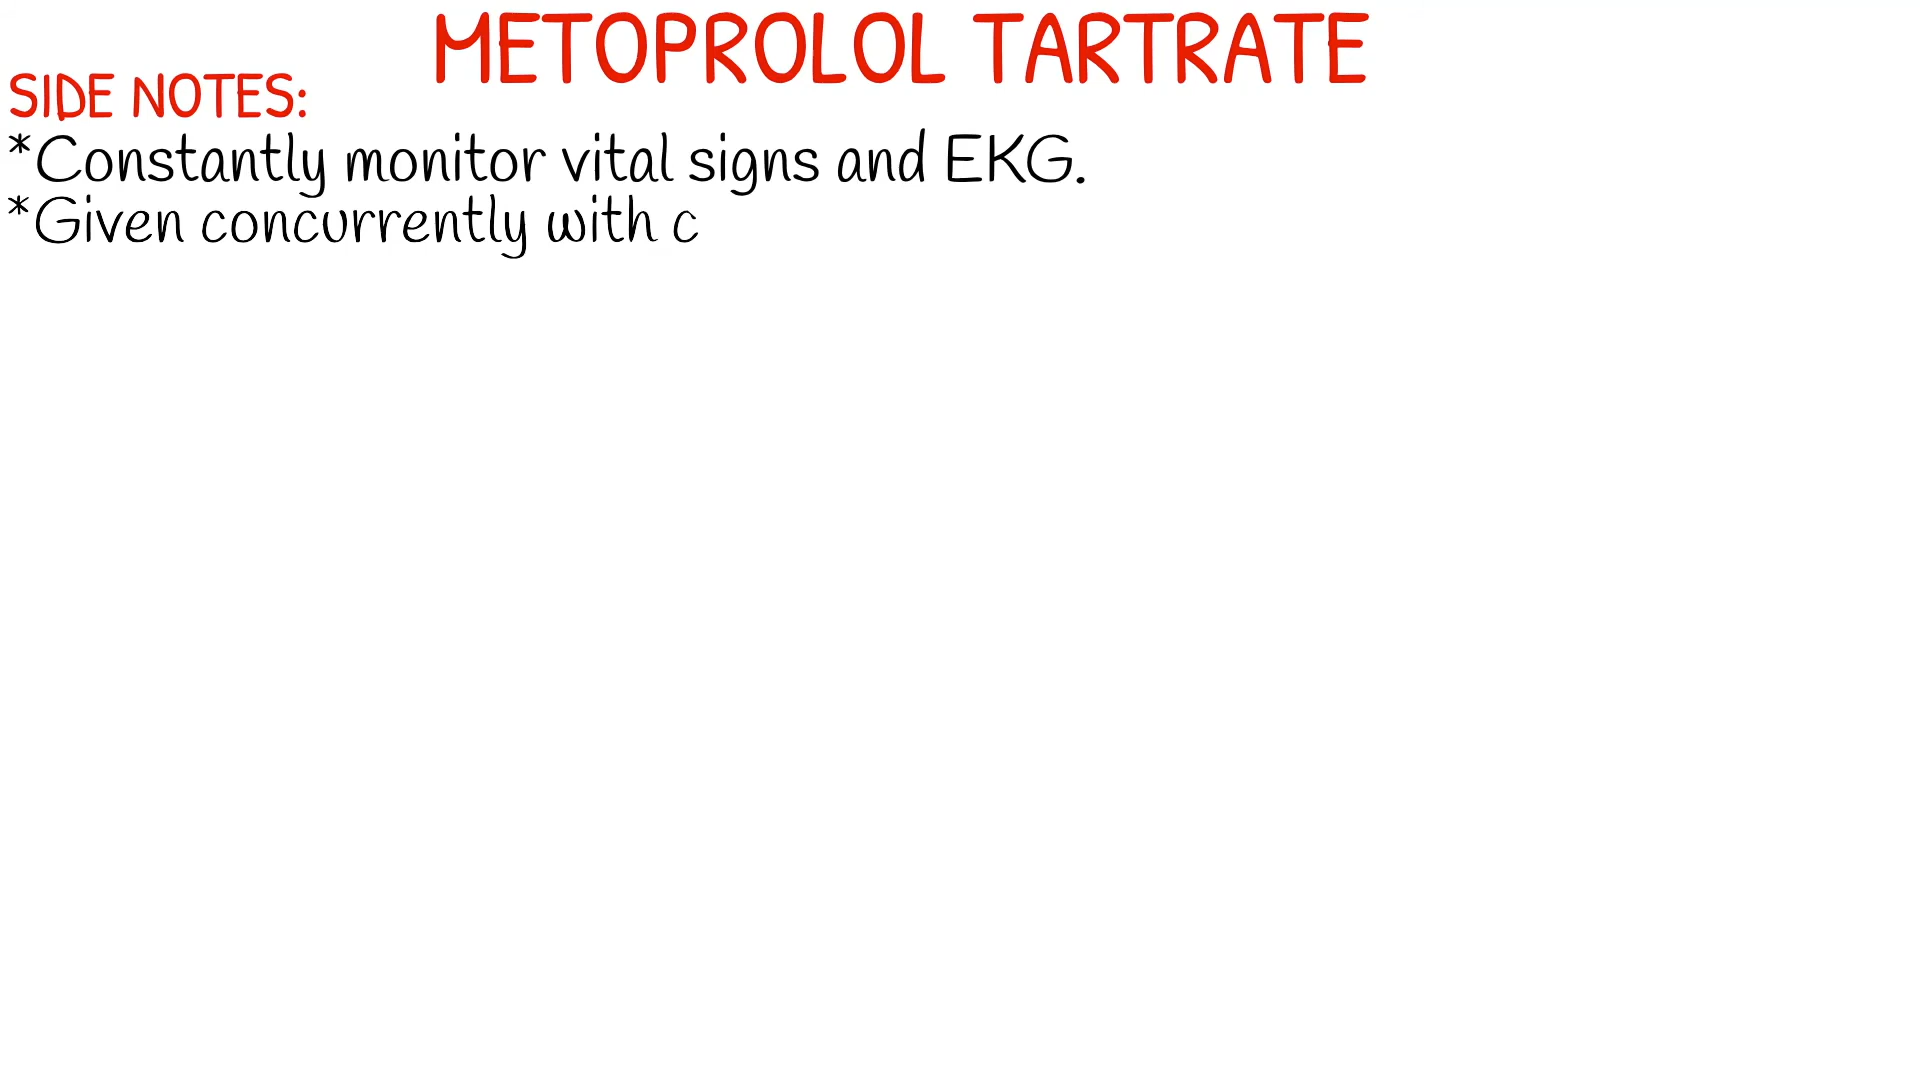 METOPROLOL TARTRATE
SIDE NOTES:
*Constantly monitor vital signs and EKG.
*Given concurrently with c